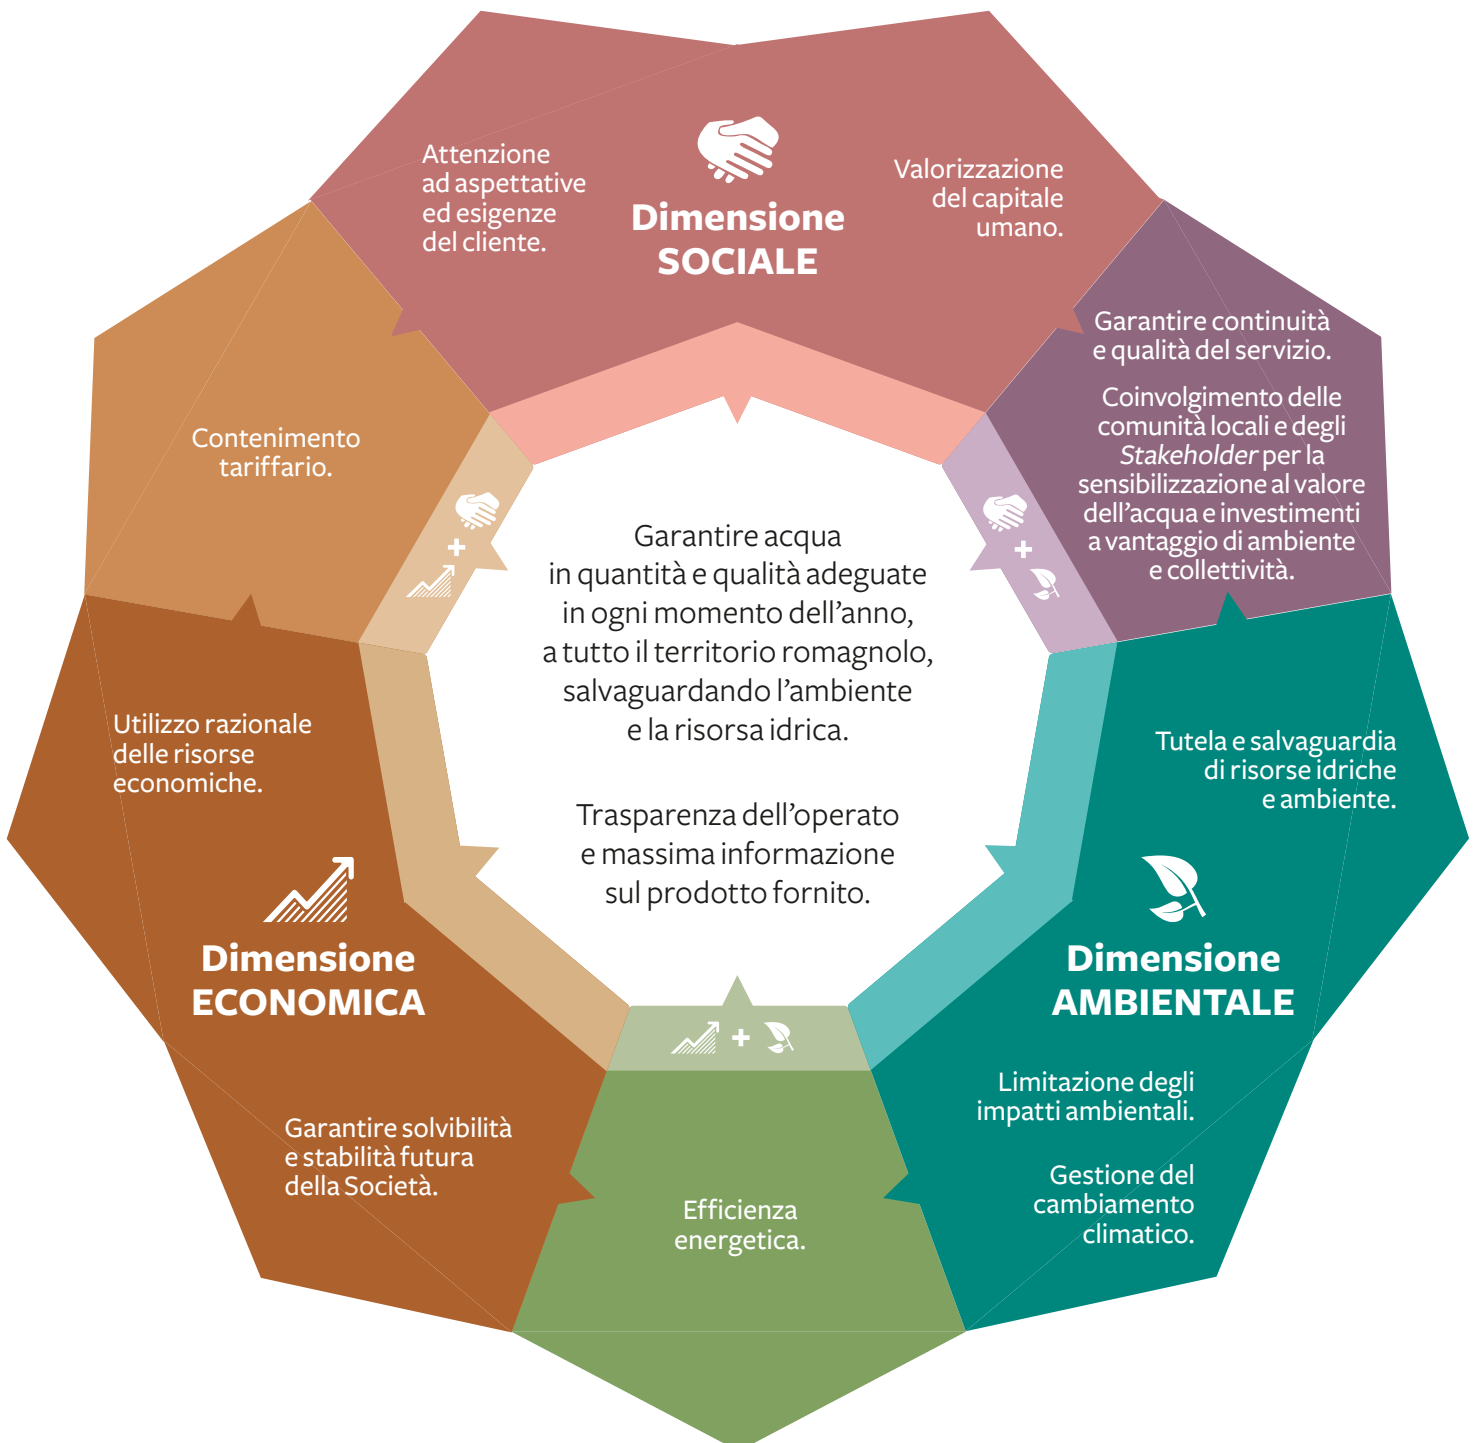 Attenzione
ad aspettative
ed esigenze
del cliente.
Dimensione
SOCIALE
Valorizzazione
del capitale
umano.
Garantire continuità
e qualità del servizio.
Coinvolgimento delle
comunità locali e degli
Stakeholder per la
sensibilizzazione al valore
dell’acqua e investimenti
a vantaggio di ambiente
e collettività.
Contenimento
tariffario.
+
+
Garantire acqua
in quantità e qualità adeguate
in ogni momento dell’anno,
a tutto il territorio romagnolo,
salvaguardando l’ambiente
e la risorsa idrica.
Trasparenza dell’operato
e massima informazione
sul prodotto fornito.
Utilizzo razionale
delle risorse
economiche.
Dimensione
ECONOMICA
Garantire solvibilità
e stabilità futura
della Società.
Tutela e salvaguardia
di risorse idriche
e ambiente.
Dimensione
AMBIENTALE
Limitazione degli
impatti ambientali.
Gestione del
cambiamento
climatico.
+
Efficienza
energetica.